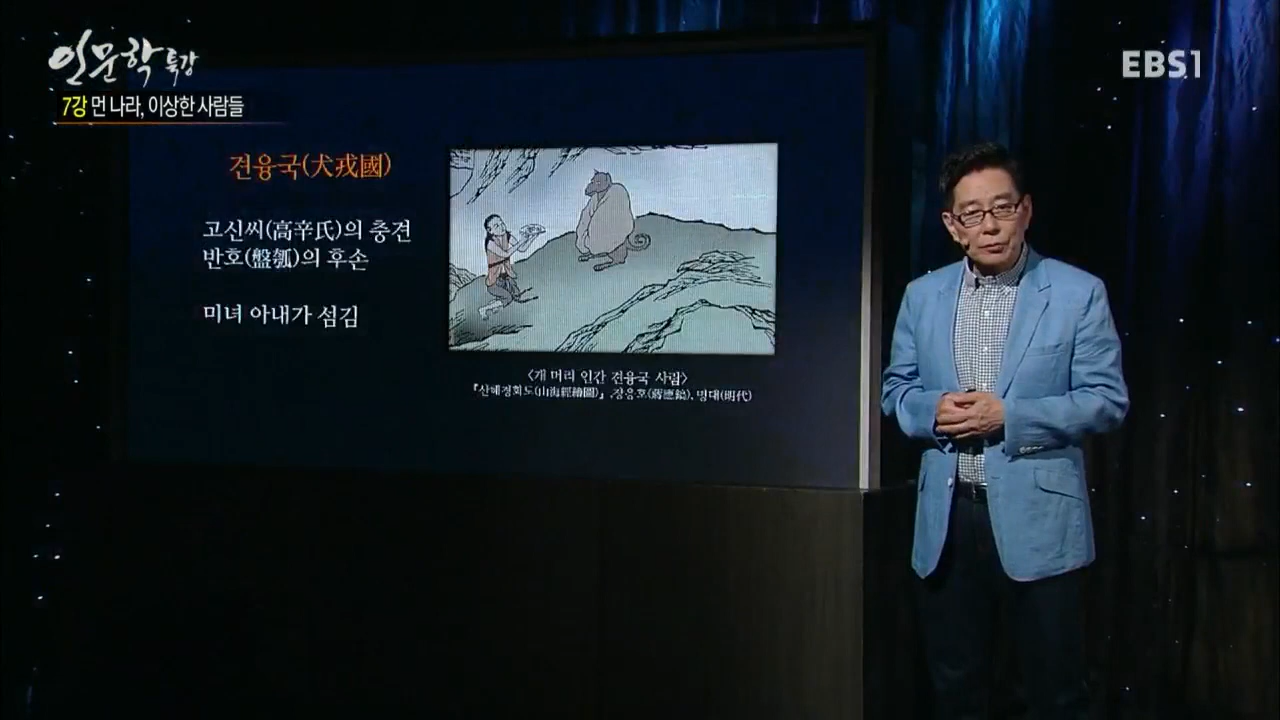 인문학 특강
EBS1
7강 먼 나라, 이상한 사람들
견융국(犬戎國)
고신씨(高辛氏)의 충견
반호(盤瓠)의 후손
미녀 아내가 섬김
〈개 머리 인간 견융국 사람〉
『산해경회도(山海經繪圖)』, 장응호(蔣應鎬), 명대(明代)